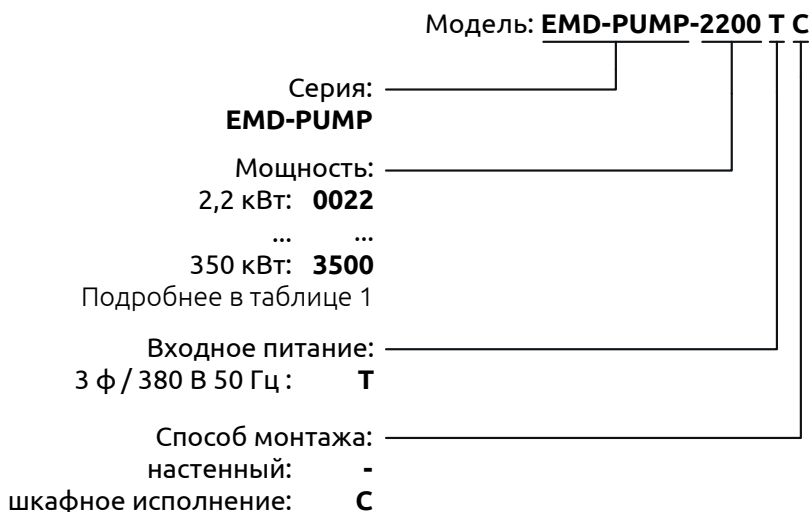 Модель: EMD-PUMP-2200 T C
Серия:
EMD-PUMP
Мощность:
2,2 кВт: 0022
... ...
350 кВт: 3500
Подробнее в таблице 1
Входное питание:
3 ф / 380 В 50 Гц : T
Способ монтажа:
настенный: -
шкафное исполнение: C